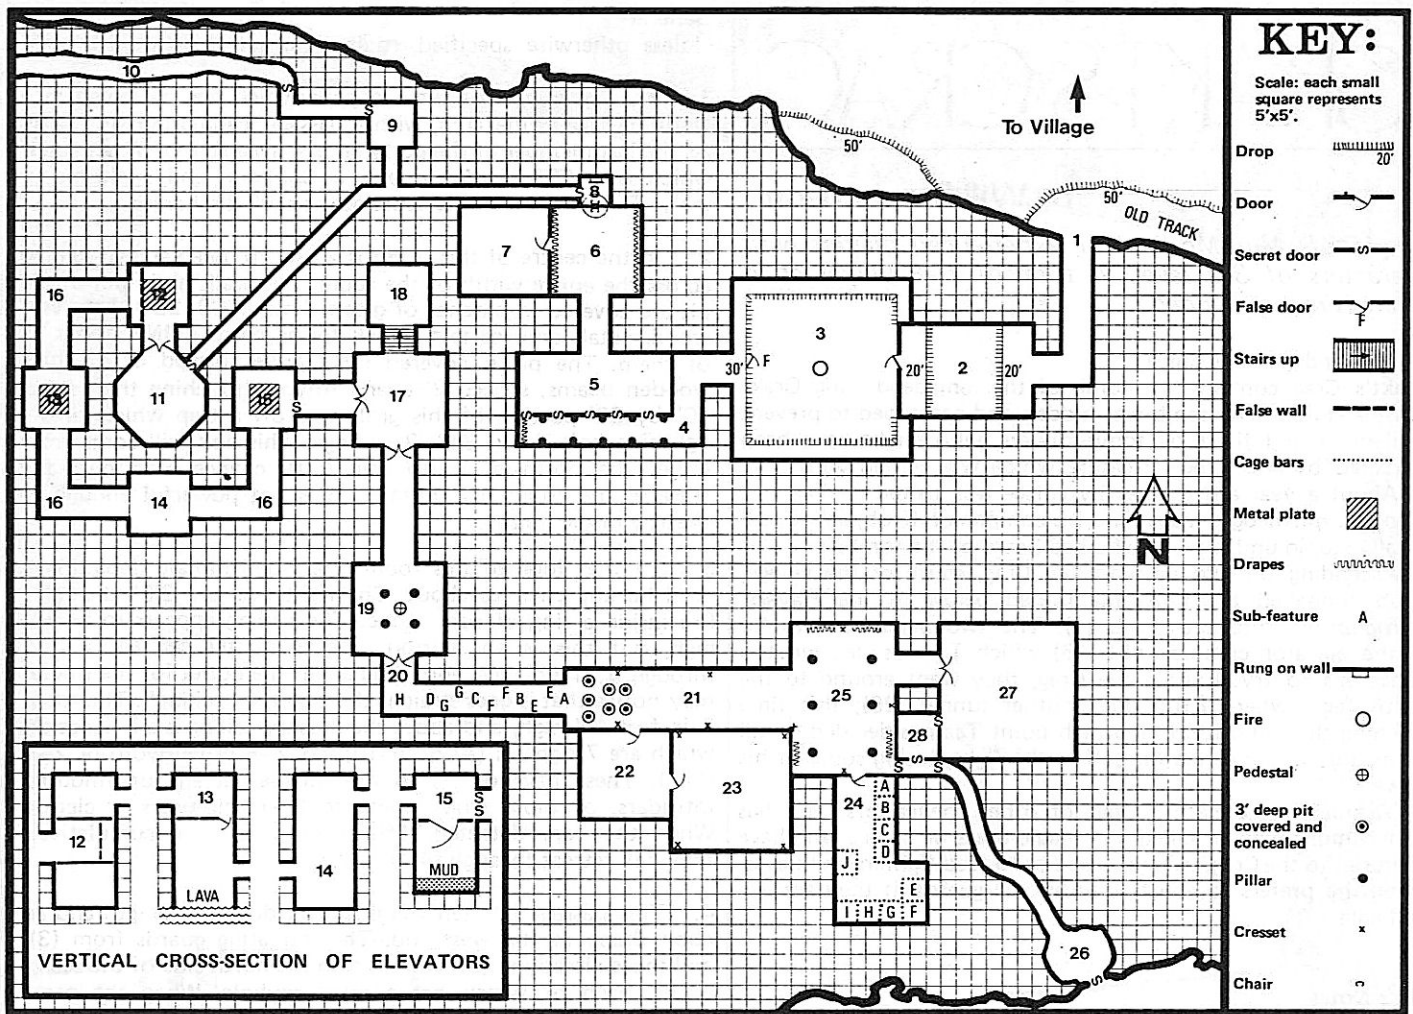 KEY:
Scale: each small
square represents
5'x5'.
Drop
20'
Door
Secret door
S
False door
F
Stairs up
False wall
Cage bars
Metal plate
Drapes
Sub-feature
A
Rung on wall
Fire
Pedestal
3' deep pit
covered and
concealed
Pillar
Cresset
x
Chair
To Village
50'
50'
OLD TRACK
N
10
S
S
9
8
7
6
1
16
12
18
3
2
F
30'
20'
20'
S
13
11
15
S
17
5
S
S
S
S
S
4
16
14
16
19
20
H
D
G
G
C
F
F
B
E
E
A
21
25
27
S
28
S
S
S
22
23
24
A
B
C
D
J
E
I
H
G
F
26
S
12
13
14
15
S
S
LAVA
MUD
VERTICAL CROSS-SECTION OF ELEVATORS